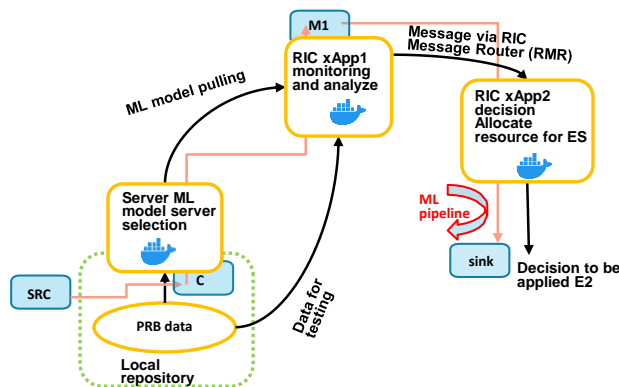 M1
RIC xApp1
monitoring
and analyze
Message via RIC
Message Router (RMR)
ML model pulling
RIC xApp2
decision
Allocate
resource for ES
Server ML
model server
selection
ML
pipeline
C
SRC
sink
Data for
testing
Decision to be
applied E2
PRB data
Local
repository